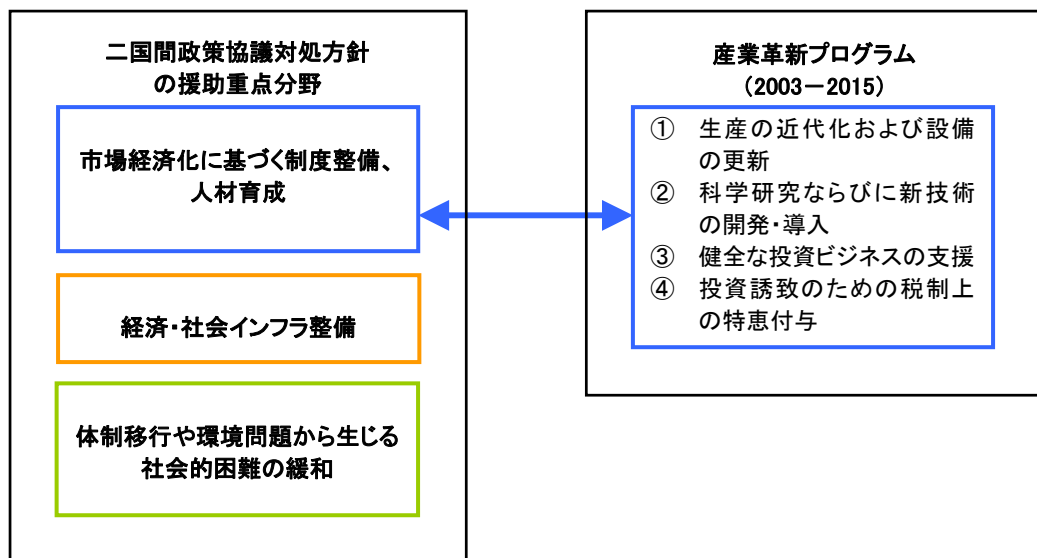 二国間政策協議対処方針
の援助重点分野
市場経済化に基づく制度整備、
人材育成
経済・社会インフラ整備
体制移行や環境問題から生じる
社会的困難の緩和
産業革新プログラム
（2003－2015）
① 生産の近代化および設備
の更新
② 科学研究ならびに新技術
の開発・導入
③ 健全な投資ビジネスの支援
④ 投資誘致のための税制上
の特恵付与